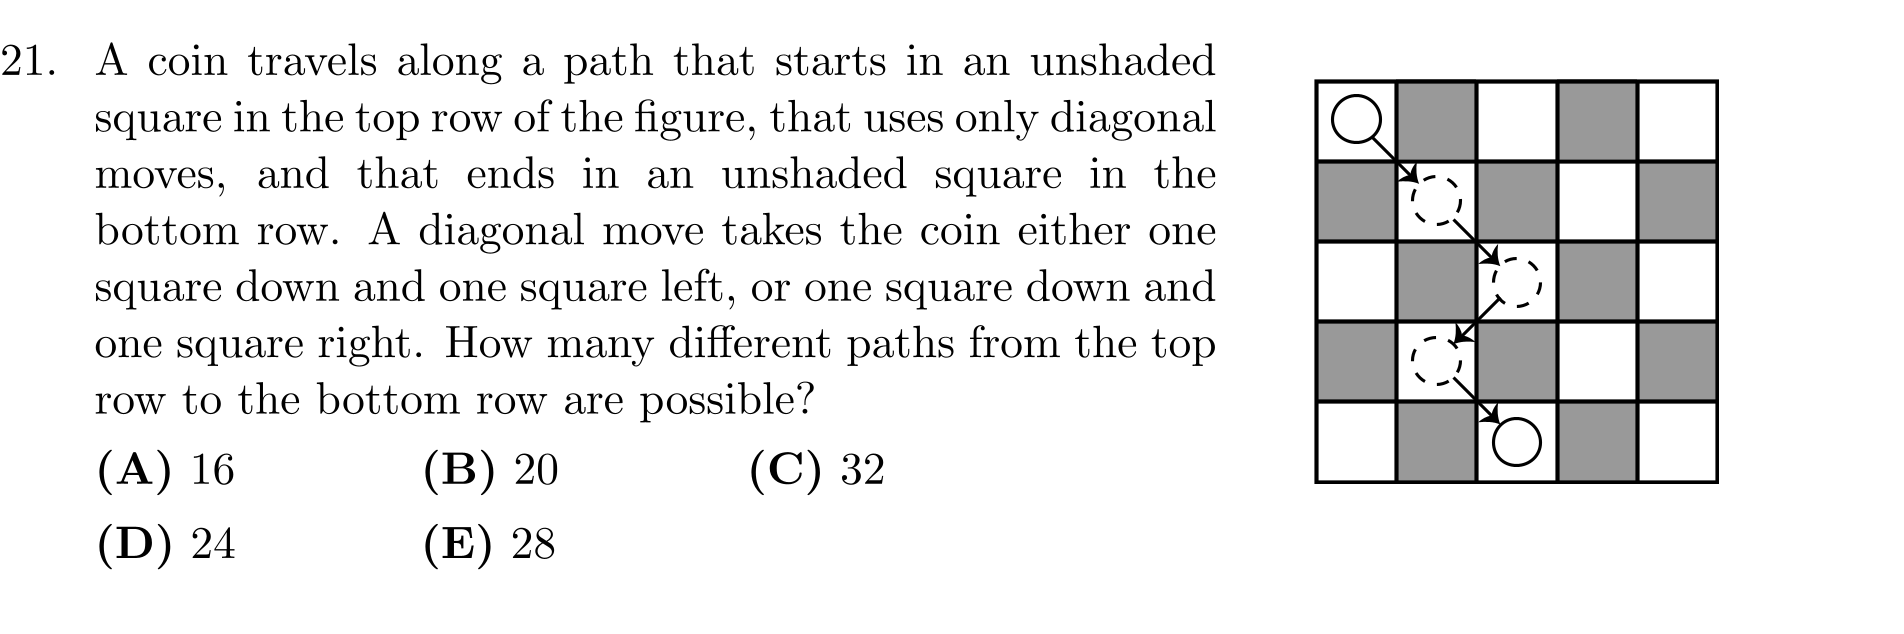 21. A coin travels along a path that starts in an unshaded
square in the top row of the figure, that uses only diagonal
moves, and that ends in an unshaded square in the
bottom row. A diagonal move takes the coin either one
square down and one square left, or one square down and
one square right. How many different paths from the top
row to the bottom row are possible?
(A) 16 (B) 20 (C) 32
(D) 24 (E) 28